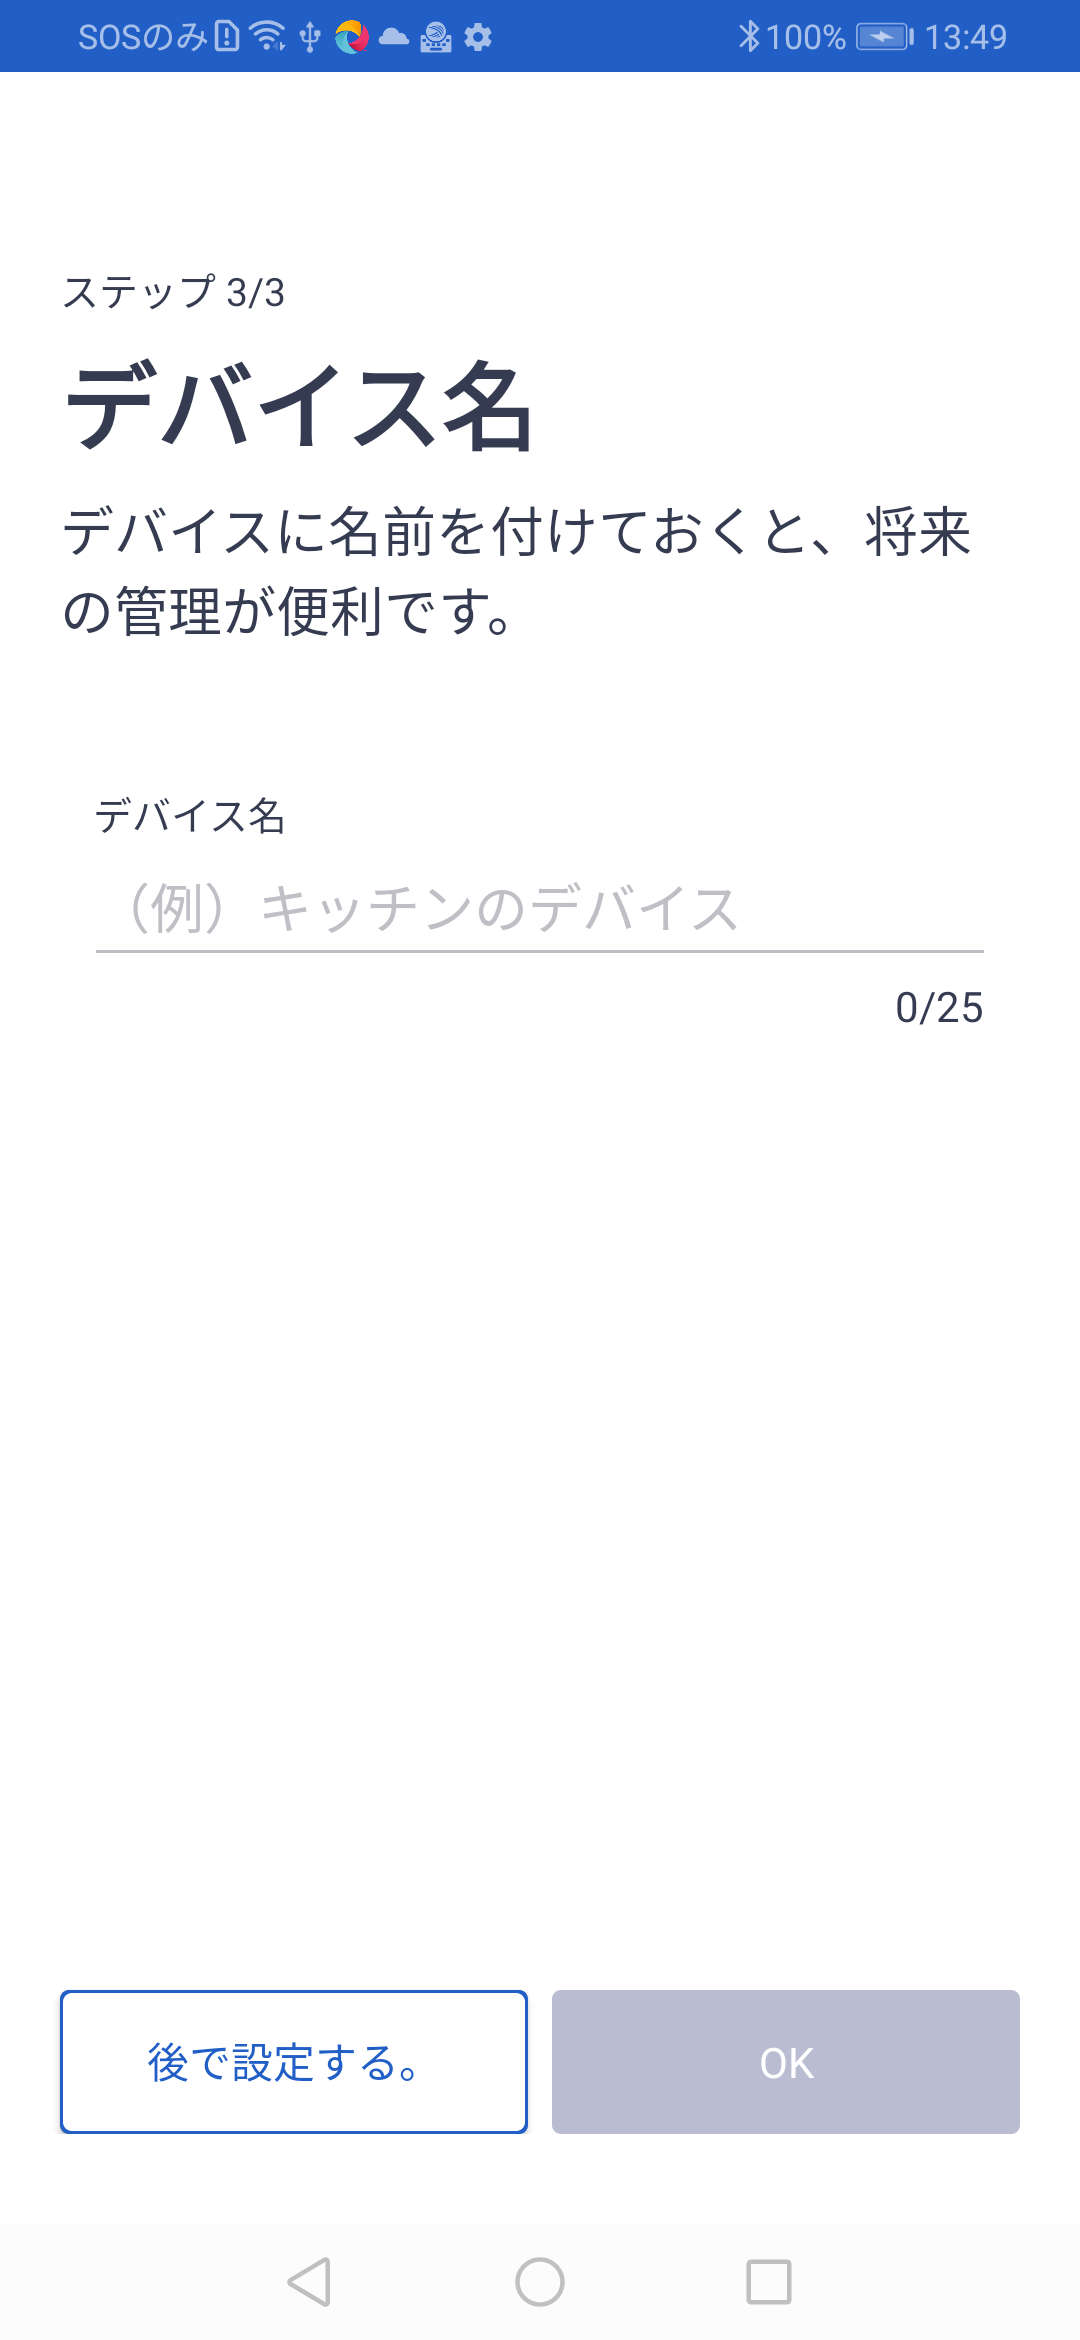 SOSのみ 100% 13:49
ステップ 3/3
デバイス名
デバイスに名前を付けておくと、将来
の管理が便利です。
デバイス名
（例）キッチンのデバイス
0/25
後で設定する。 OK